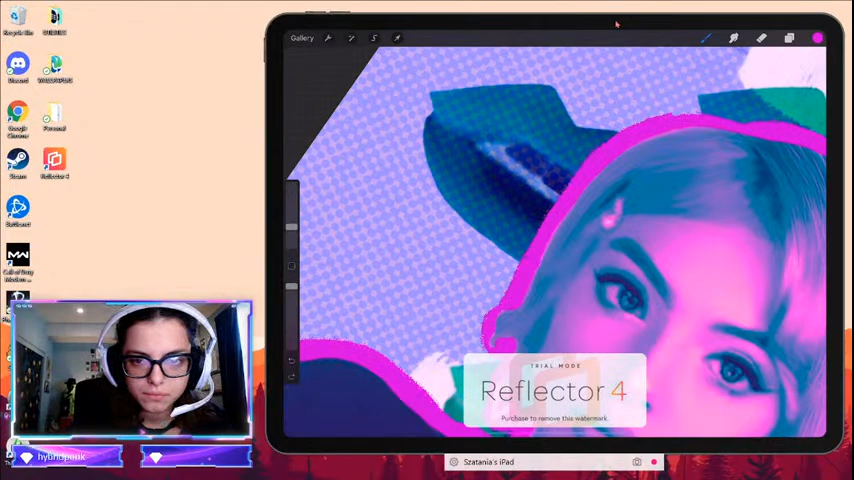 Gallery
Recycle Bin
Discord
Google
Chrome
Personal
Steam
Reflector 4
Call of Duty
Modern ...
TRIAL MODE
Reflector 4
Purchase to remove this watermark.
Szatania's iPad